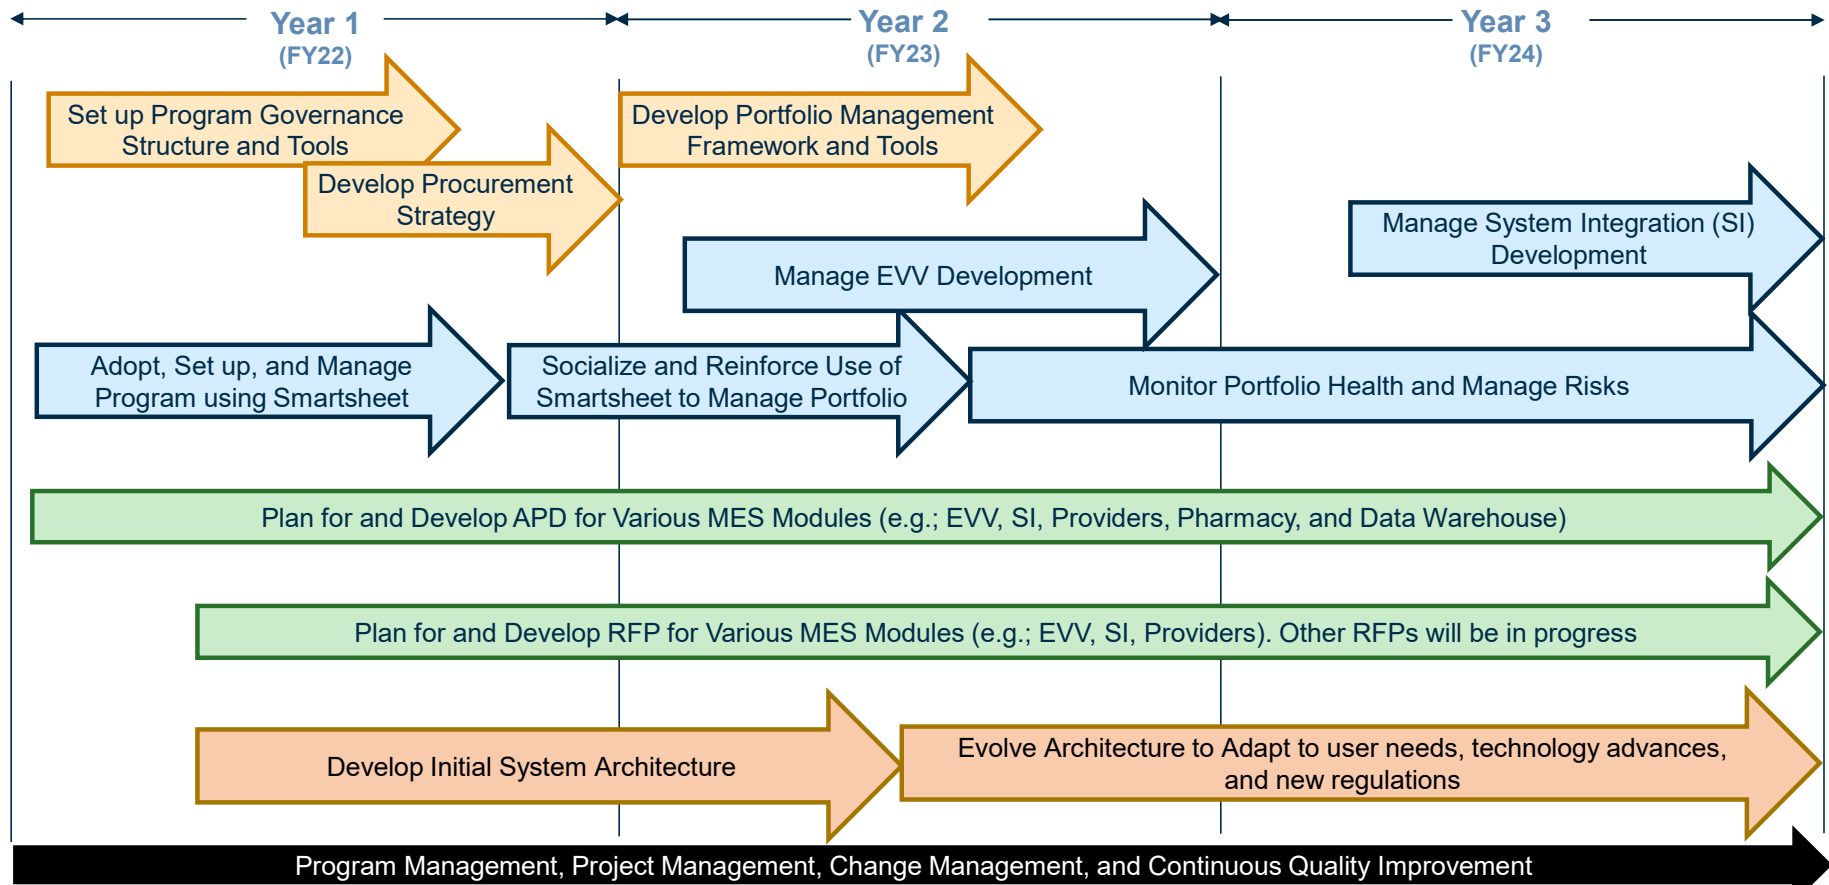 Year 1
(FY22)
Year 2
(FY23)
Year 3
(FY24)
Set up Program Governance
Structure and Tools
Develop Portfolio Management
Framework and Tools
Develop Procurement
Strategy
Manage System Integration (SI)
Development
Manage EVV Development
Adopt, Set up, and Manage
Program using Smartsheet
Socialize and Reinforce Use of
Smartsheet to Manage Portfolio
Monitor Portfolio Health and Manage Risks
Plan for and Develop APD for Various MES Modules (e.g.; EVV, SI, Providers, Pharmacy, and Data Warehouse)
Plan for and Develop RFP for Various MES Modules (e.g.; EVV, SI, Providers). Other RFPs will be in progress
Develop Initial System Architecture
Evolve Architecture to Adapt to user needs, technology advances,
and new regulations
Program Management, Project Management, Change Management, and Continuous Quality Improvement